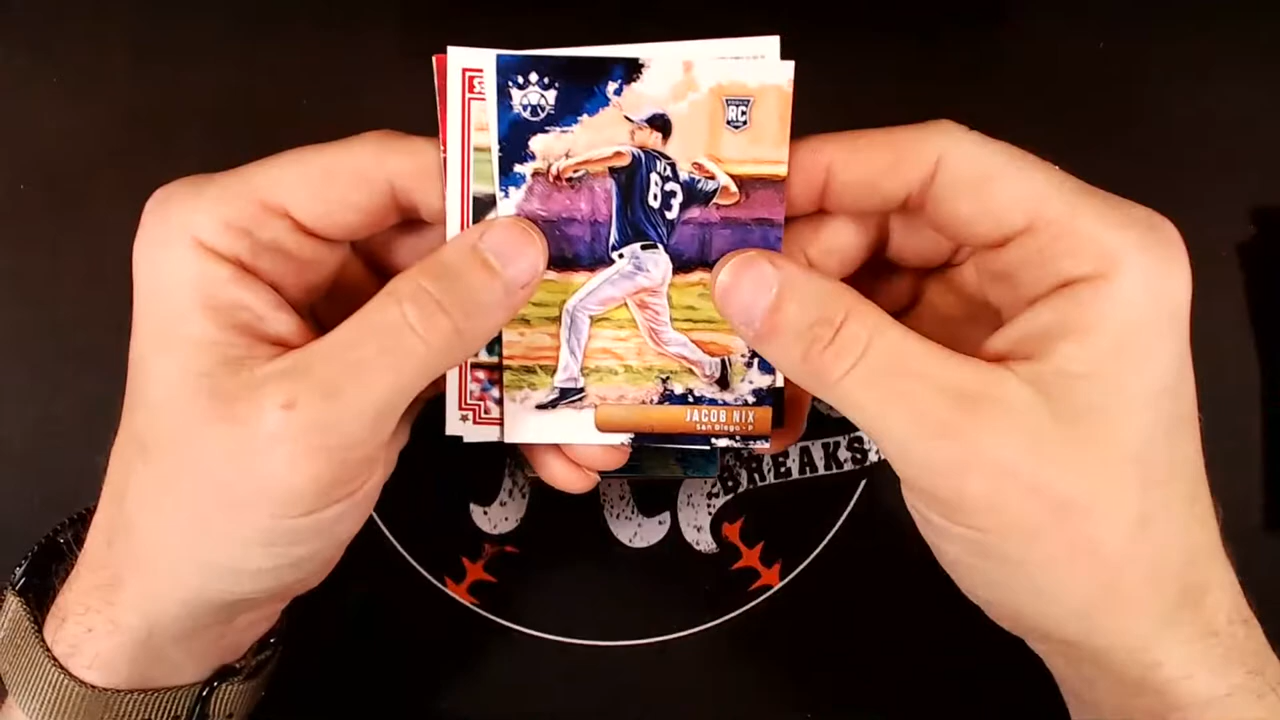 RC
NIX
63
JACOB NIX
San Diego - P
BREAKS